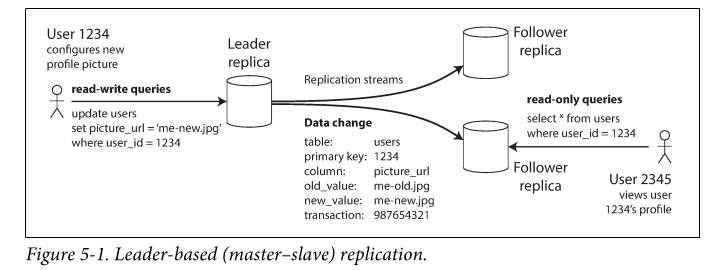 User 1234
configures new
profile picture
read-write queries
update users
set picture_url = ‘me-new.jpg’
where user_id = 1234
Leader
replica
Replication streams
Data change
table: users
primary key: 1234
column: picture_url
old_value: me-old.jpg
new_value: me-new.jpg
transaction: 987654321
Follower
replica
read-only queries
select * from users
where user_id = 1234
Follower
replica
User 2345
views user
1234’s profile
Figure 5-1. Leader-based (master–slave) replication.